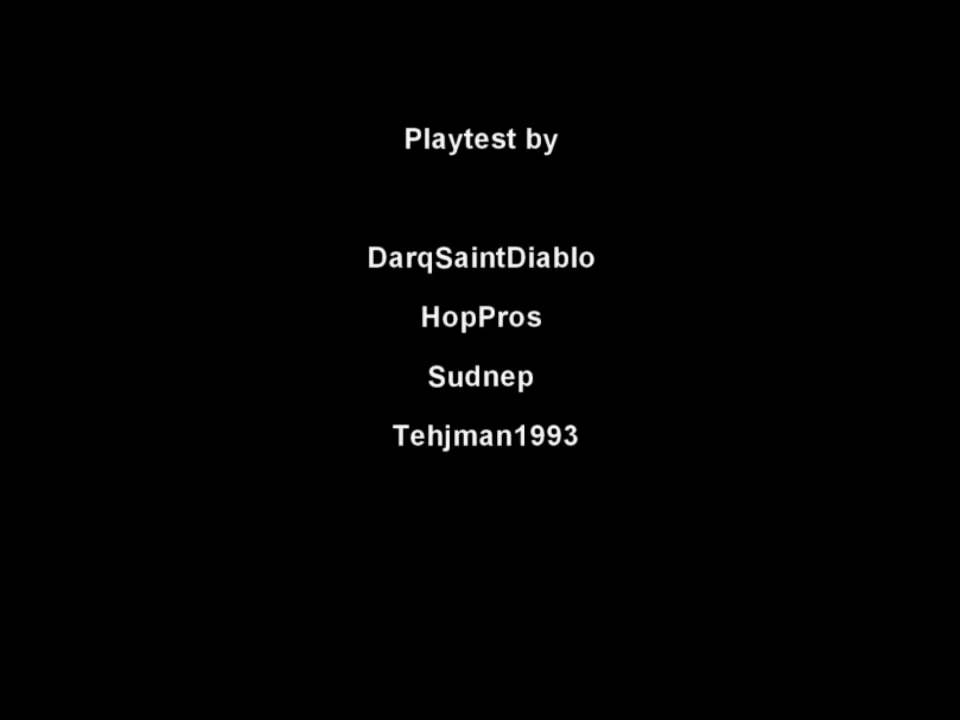 Playtest by
DarqSaintDiablo
HopPros
Sudnep
Tehjman1993